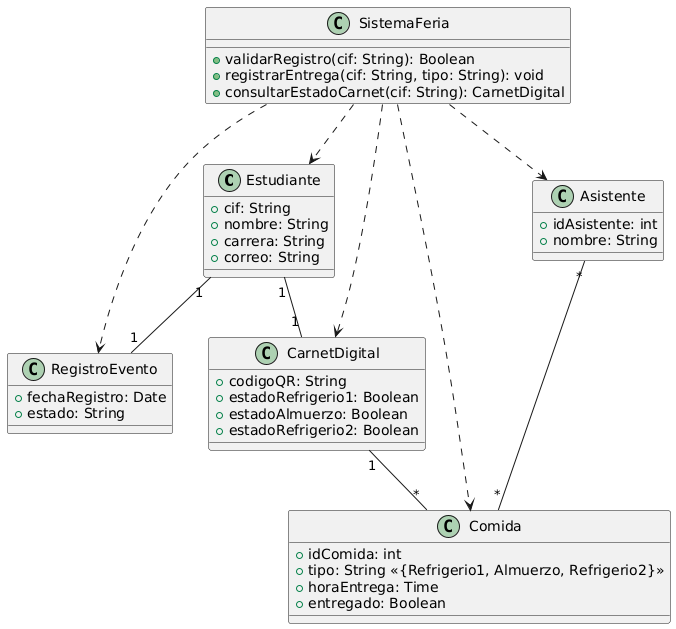 C SistemaFeria
validarRegistro(cif: String): Boolean
registrarEntrega(cif: String, tipo: String): void
consultarEstadoCarnet(cif: String): CarnetDigital
C Estudiante
cif: String
nombre: String
carrera: String
correo: String
C Asistente
idAsistente: int
nombre: String
1
1
*
1
1
C RegistroEvento
fechaRegistro: Date
estado: String
C CarnetDigital
codigoQR: String
estadoRefrigerio1: Boolean
estadoAlmuerzo: Boolean
estadoRefrigerio2: Boolean
1
*
*
C Comida
idComida: int
tipo: String «{Refrigerio1, Almuerzo, Refrigerio2}»
horaEntrega: Time
entregado: Boolean